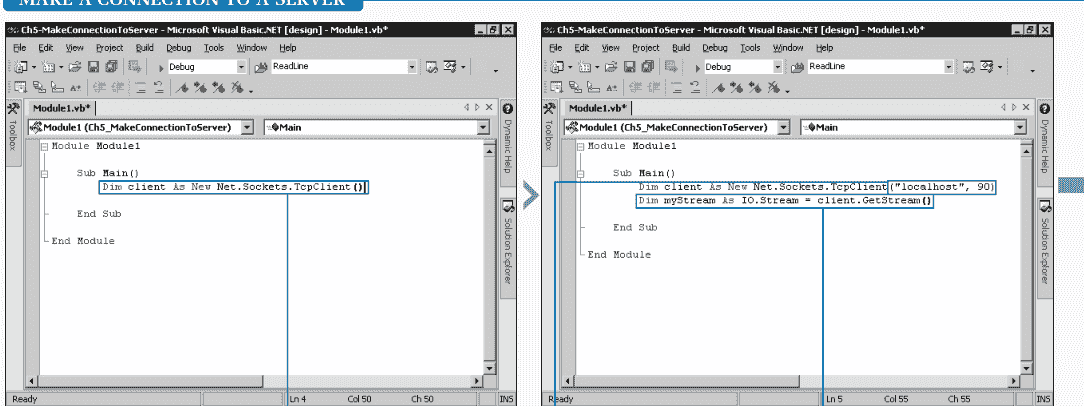 MAKE A CONNECTION TO A SERVER
Ch5-MakeConnectionToServer - Microsoft Visual Basic.NET [design] - Module1.vb*
File Edit View Project Build Debug Tools Window Help
Debug ReadLine
Module1.vb*
Module1 (Ch5_MakeConnectionToServer) Main
Module Module1
Sub Main()
Dim client As New Net.Sockets.TcpClient()
End Sub
End Module
Toolbox
Dynamic Help
Solution Explorer
Ready Ln 4 Col 50 Ch 50 INS
Ch5-MakeConnectionToServer - Microsoft Visual Basic.NET [design] - Module1.vb*
File Edit View Project Build Debug Tools Window Help
Debug ReadLine
Module1.vb*
Module1 (Ch5_MakeConnectionToServer) Main
Module Module1
Sub Main()
Dim client As New Net.Sockets.TcpClient("localhost", 90)
Dim myStream As IO.Stream = client.GetStream()
End Sub
End Module
Toolbox
Dynamic Help
Solution Explorer
Ready Ln 5 Col 55 Ch 55 INS